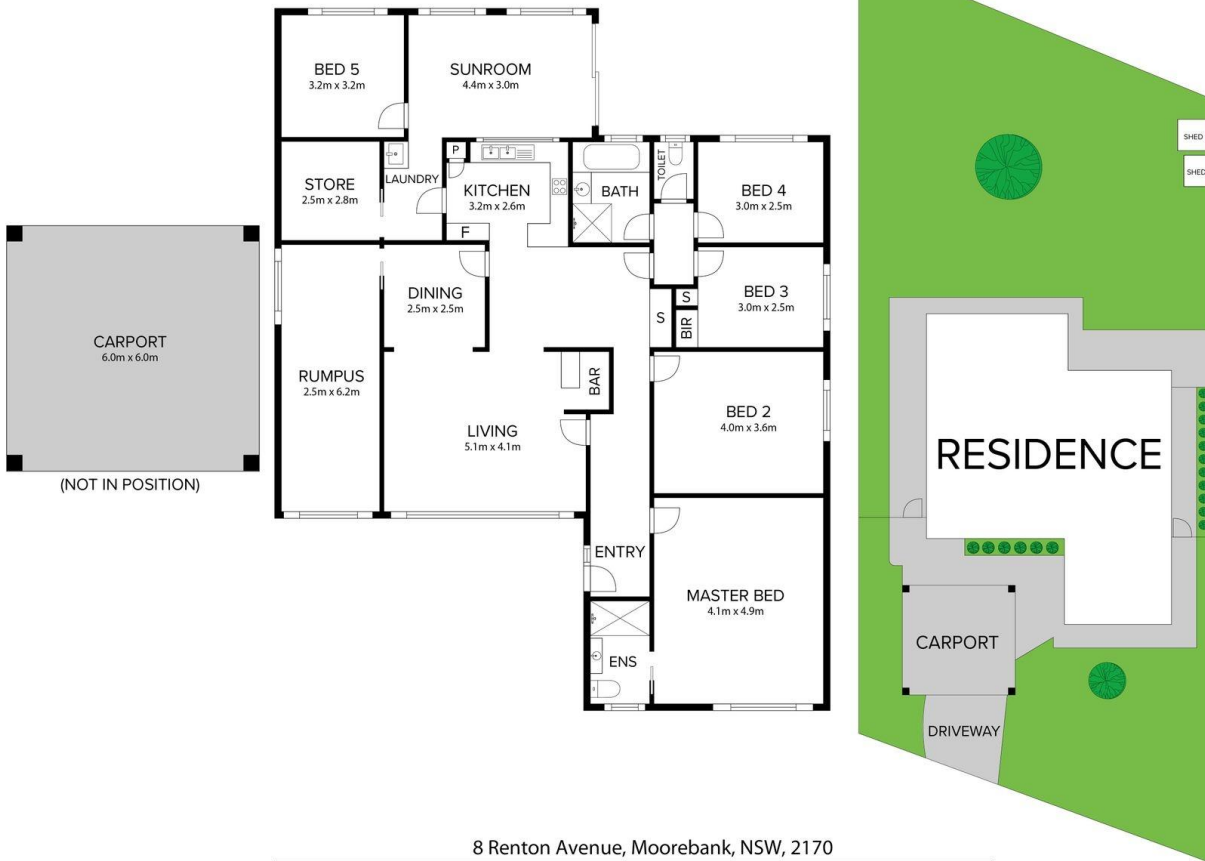 BED 5
3.2m x 3.2m
SUNROOM
4.4m x 3.0m
STORE
2.5m x 2.8m
LAUNDRY
P
KITCHEN
3.2m x 2.6m
F
BATH
TOILET
BED 4
3.0m x 2.5m
CARPORT
6.0m x 6.0m
(NOT IN POSITION)
RUMPUS
2.5m x 6.2m
DINING
2.5m x 2.5m
S
S
BIR
BED 3
3.0m x 2.5m
LIVING
5.1m x 4.1m
BAR
BED 2
4.0m x 3.6m
ENTRY
MASTER BED
4.1m x 4.9m
ENS
SHED
SHED
RESIDENCE
CARPORT
DRIVEWAY
8 Renton Avenue, Moorebank, NSW, 2170